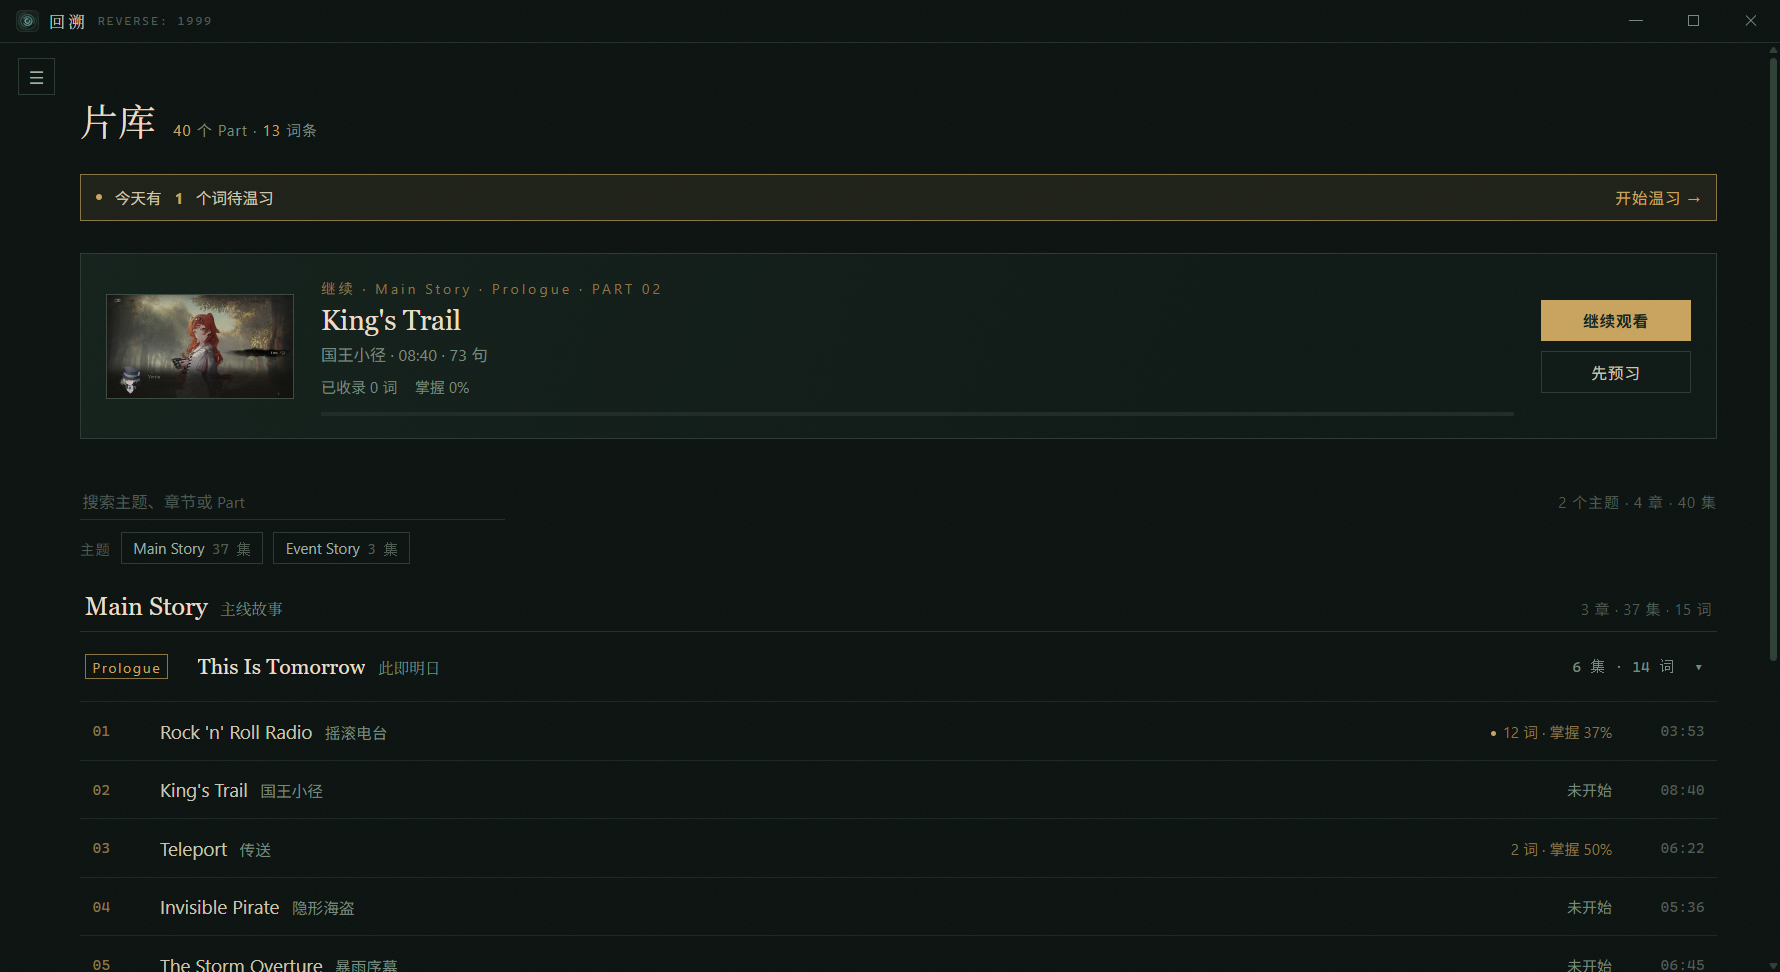 回溯 REVERSE: 1999
片库 40 个 Part · 13 词条
今天有 1 个词待温习 开始温习 →
继续 · Main Story · Prologue · PART 02
King's Trail
国王小径 · 08:40 · 73 句
已收录 0 词 掌握 0%
继续观看
先预习
搜索主题、章节或 Part 2 个主题 · 4 章 · 40 集
主题 Main Story 37 集 Event Story 3 集
Main Story 主线故事 3 章 · 37 集 · 15 词
Prologue This Is Tomorrow 此即明日 6 集 · 14 词 ▾
01 Rock 'n' Roll Radio 摇滚电台 • 12 词 · 掌握 37% 03:53
02 King's Trail 国王小径 未开始 08:40
03 Teleport 传送 2 词 · 掌握 50% 06:22
04 Invisible Pirate 隐形海盗 未开始 05:36
05 The Storm Overture 暴雨序幕 未开始 06:45